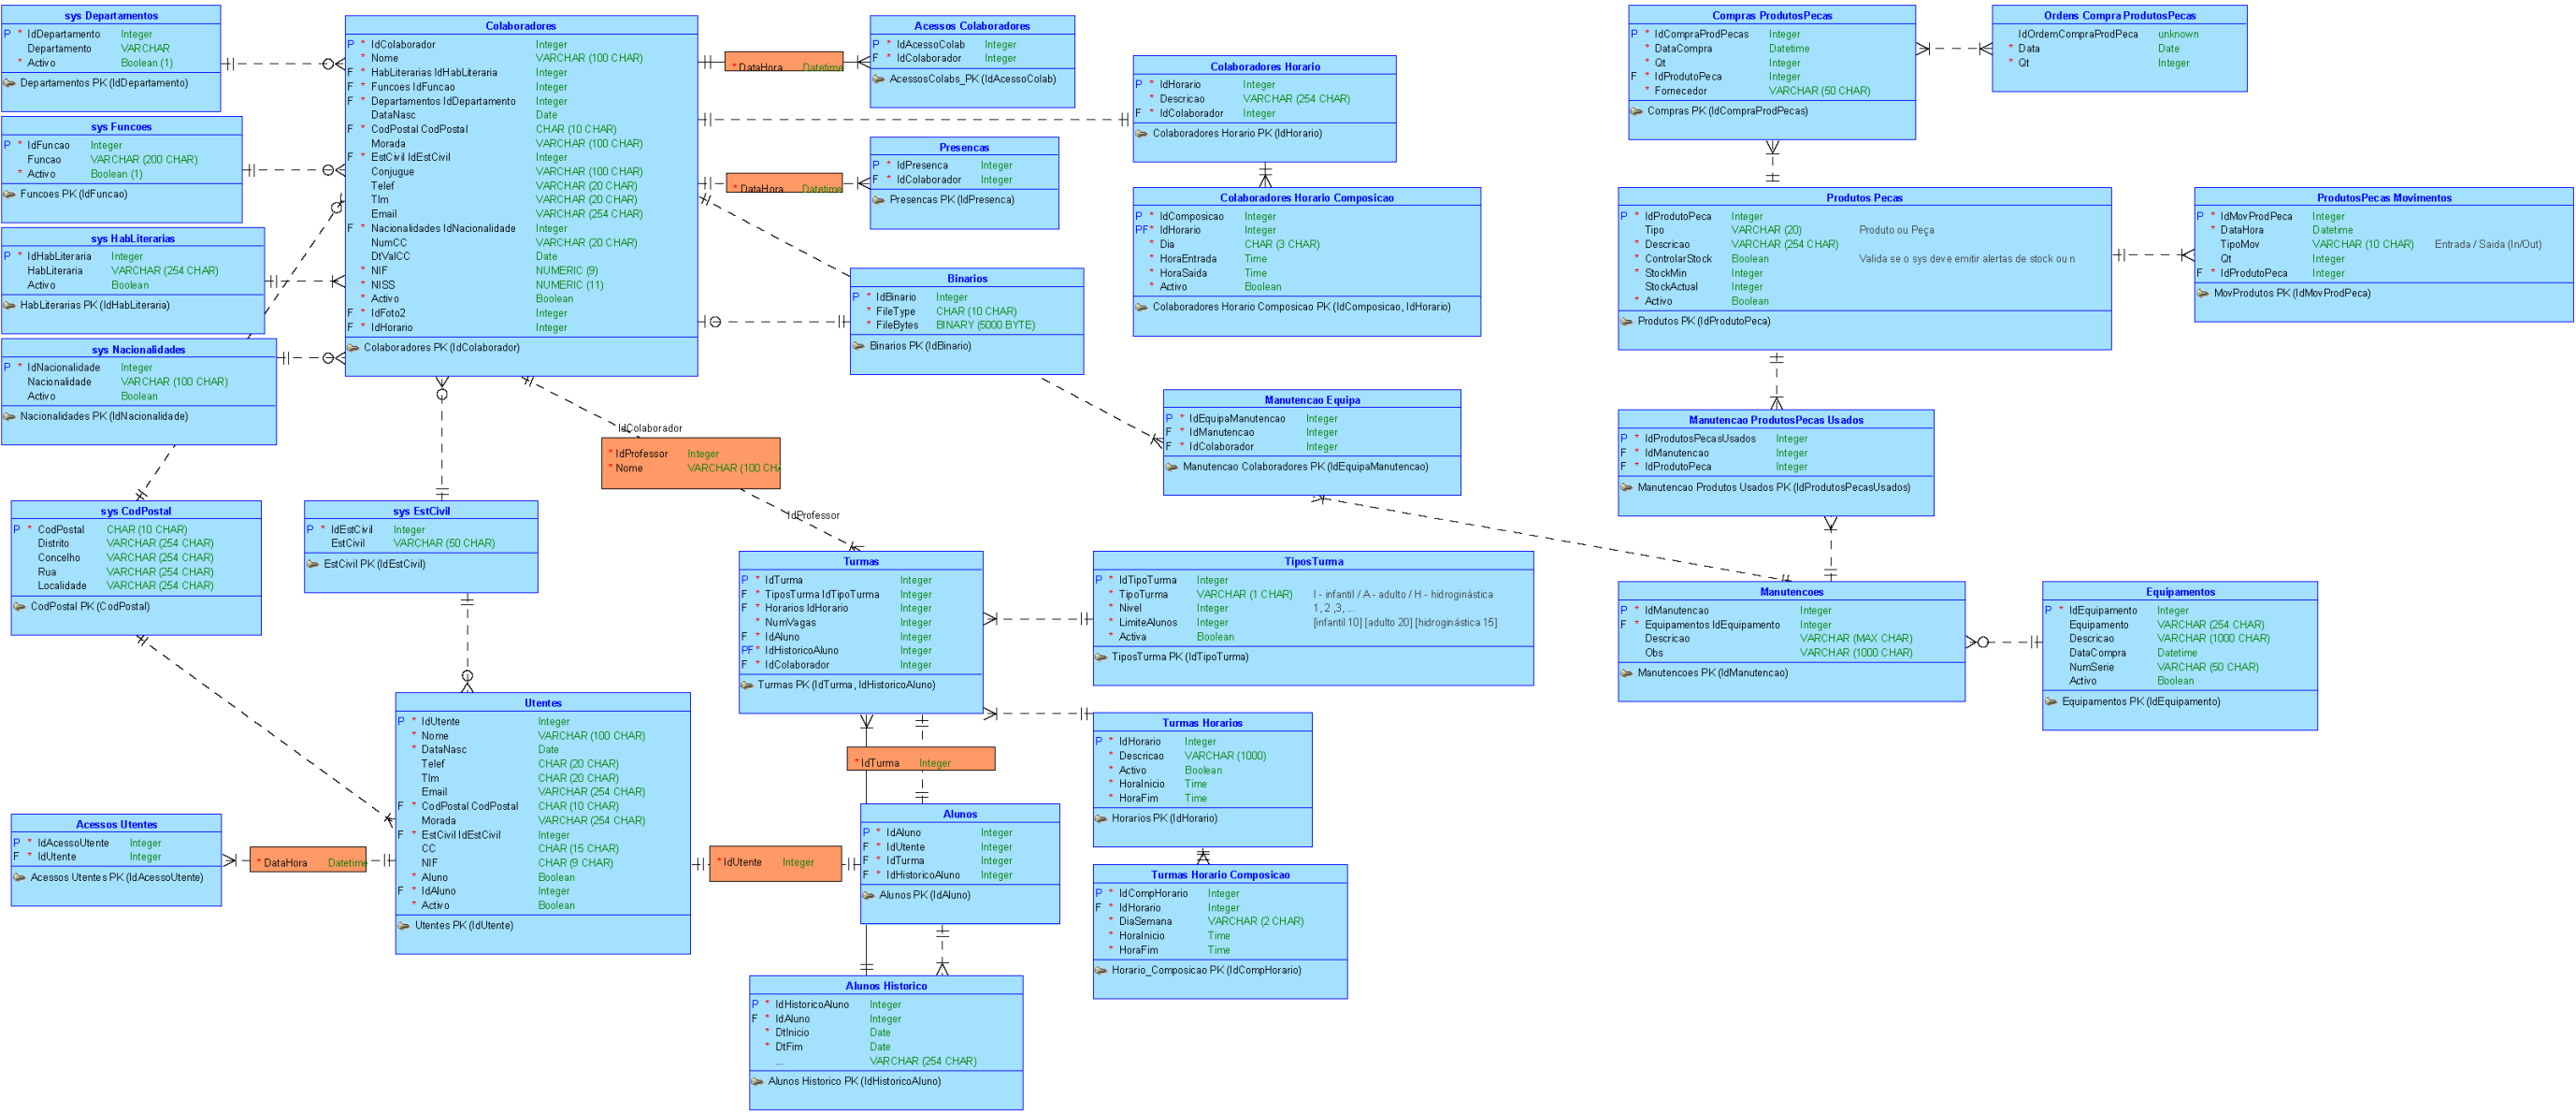 sys Departamentos
P * IdDepartamento Integer
Departamento VARCHAR
* Activo Boolean (1)
Departamentos PK (IdDepartamento)
sys Funcoes
P * IdFuncao Integer
Funcao VARCHAR (200 CHAR)
* Activo Boolean (1)
Funcoes PK (IdFuncao)
sys HabLiterarias
P * IdHabLiteraria Integer
HabLiteraria VARCHAR (254 CHAR)
Activo Boolean
HabLiterarias PK (IdHabLiteraria)
sys Nacionalidades
P * IdNacionalidade Integer
Nacionalidade VARCHAR (100 CHAR)
Activo Boolean
Nacionalidades PK (IdNacionalidade)
Colaboradores
P * IdColaborador Integer
* Nome VARCHAR (100 CHAR)
F * HabLiterarias IdHabLiteraria Integer
F * Funcoes IdFuncao Integer
F * Departamentos IdDepartamento Integer
DataNasc Date
F * CodPostal CodPostal CHAR (10 CHAR)
Morada VARCHAR (100 CHAR)
F * EstCivil IdEstCivil Integer
Conjugue VARCHAR (100 CHAR)
Telef VARCHAR (20 CHAR)
Tlm VARCHAR (20 CHAR)
Email VARCHAR (254 CHAR)
F * Nacionalidades IdNacionalidade Integer
NumCC VARCHAR (20 CHAR)
DtValCC Date
* NIF NUMERIC (9)
* NISS NUMERIC (11)
* Activo Boolean
F * IdFoto2 Integer
F * IdHorario Integer
Colaboradores PK (IdColaborador)
* DataHora Datetime
Acessos Colaboradores
P * IdAcessoColab Integer
F * IdColaborador Integer
AcessosColabs_PK (IdAcessoColab)
* DataHora Datetime
Presencas
P * IdPresenca Integer
F * IdColaborador Integer
Presencas PK (IdPresenca)
Binarios
P * IdBinario Integer
* FileType CHAR (10 CHAR)
* FileBytes BINARY (5000 BYTE)
Binarios PK (IdBinario)
Colaboradores Horario
P * IdHorario Integer
* Descricao VARCHAR (254 CHAR)
F * IdColaborador Integer
Colaboradores Horario PK (IdHorario)
Colaboradores Horario Composicao
P * IdComposicao Integer
PF * IdHorario Integer
* Dia CHAR (3 CHAR)
* HoraEntrada Time
* HoraSaida Time
* Activo Boolean
Colaboradores Horario Composicao PK (IdComposicao, IdHorario)
Compras ProdutosPecas
P * IdCompraProdPecas Integer
* DataCompra Datetime
* Qt Integer
F * IdProdutoPeca Integer
* Fornecedor VARCHAR (50 CHAR)
Compras PK (IdCompraProdPecas)
Ordens Compra ProdutosPecas
IdOrdemCompraProdPeca unknown
* Data Date
* Qt Integer
Produtos Pecas
P * IdProdutoPeca Integer
Tipo VARCHAR (20) Produto ou Peça
* Descricao VARCHAR (254 CHAR)
* ControlarStock Boolean Valida se o sys deve emitir alertas de stock ou n
* StockMin Integer
StockActual Integer
* Activo Boolean
Produtos PK (IdProdutoPeca)
ProdutosPecas Movimentos
P * IdMovProdPeca Integer
* DataHora Datetime
TipoMov VARCHAR (10 CHAR) Entrada / Saida (In/Out)
Qt Integer
F * IdProdutoPeca Integer
MovProdutos PK (IdMovProdPeca)
Manutencao Equipa
P * IdEquipaManutencao Integer
F * IdManutencao Integer
F * IdColaborador Integer
Manutencao Colaboradores PK (IdEquipaManutencao)
Manutencao ProdutosPecas Usados
P * IdProdutosPecasUsados Integer
F * IdManutencao Integer
F * IdProdutoPeca Integer
Manutencao Produtos Usados PK (IdProdutosPecasUsados)
IdColaborador
* IdProfessor Integer
* Nome VARCHAR (100 CHA
IdProfessor
sys CodPostal
P * CodPostal CHAR (10 CHAR)
Distrito VARCHAR (254 CHAR)
Concelho VARCHAR (254 CHAR)
Rua VARCHAR (254 CHAR)
Localidade VARCHAR (254 CHAR)
CodPostal PK (CodPostal)
sys EstCivil
P * IdEstCivil Integer
EstCivil VARCHAR (50 CHAR)
EstCivil PK (IdEstCivil)
Turmas
P * IdTurma Integer
F * TiposTurma IdTipoTurma Integer
F * Horarios IdHorario Integer
* NumVagas Integer
F * IdAluno Integer
PF * IdHistoricoAluno Integer
F * IdColaborador Integer
Turmas PK (IdTurma, IdHistoricoAluno)
TiposTurma
P * IdTipoTurma Integer
* TipoTurma VARCHAR (1 CHAR) I - infantil / A - adulto / H - hidroginástica
* Nivel Integer 1, 2 ,3, ...
* LimiteAlunos Integer [infantil 10] [adulto 20] [hidroginástica 15]
* Activa Boolean
TiposTurma PK (IdTipoTurma)
Manutencoes
P * IdManutencao Integer
F * Equipamentos IdEquipamento Integer
Descricao VARCHAR (MAX CHAR)
Obs VARCHAR (1000 CHAR)
Manutencoes PK (IdManutencao)
Equipamentos
P * IdEquipamento Integer
Equipamento VARCHAR (254 CHAR)
Descricao VARCHAR (1000 CHAR)
DataCompra Datetime
NumSerie VARCHAR (50 CHAR)
Activo Boolean
Equipamentos PK (IdEquipamento)
Utentes
P * IdUtente Integer
* Nome VARCHAR (100 CHAR)
* DataNasc Date
Telef CHAR (20 CHAR)
Tlm CHAR (20 CHAR)
Email VARCHAR (254 CHAR)
F * CodPostal CodPostal CHAR (10 CHAR)
Morada VARCHAR (254 CHAR)
F * EstCivil IdEstCivil Integer
CC CHAR (15 CHAR)
NIF CHAR (9 CHAR)
* Aluno Boolean
F * IdAluno Integer
* Activo Boolean
Utentes PK (IdUtente)
Turmas Horarios
P * IdHorario Integer
* Descricao VARCHAR (1000)
* Activo Boolean
* HoraInicio Time
* HoraFim Time
Horarios PK (IdHorario)
* IdTurma Integer
Acessos Utentes
P * IdAcessoUtente Integer
F * IdUtente Integer
Acessos Utentes PK (IdAcessoUtente)
* DataHora Datetime
* IdUtente Integer
Alunos
P * IdAluno Integer
F * IdUtente Integer
F * IdTurma Integer
F * IdHistoricoAluno Integer
Alunos PK (IdAluno)
Turmas Horario Composicao
P * IdCompHorario Integer
F * IdHorario Integer
* DiaSemana VARCHAR (2 CHAR)
* HoraInicio Time
* HoraFim Time
Horario_Composicao PK (IdCompHorario)
Alunos Historico
P * IdHistoricoAluno Integer
F * IdAluno Integer
* DtInicio Date
* DtFim Date
... VARCHAR (254 CHAR)
Alunos Historico PK (IdHistoricoAluno)